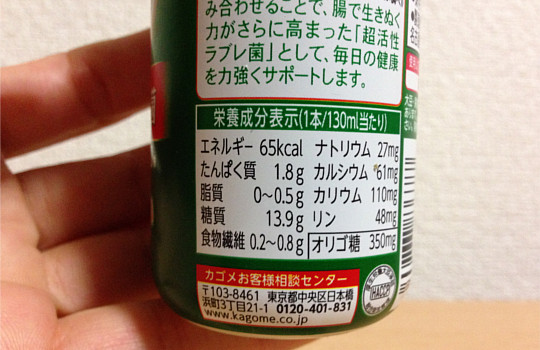 み合わせることで、腸で生きぬく
力がさらに高まった「超活性
ラブレ菌」として、毎日の健康
を力強くサポートします。
栄養成分表示(1本/130ml当たり)
エネルギー 65kcal ナトリウム 27mg
たんぱく質 1.8g カルシウム 61mg
脂質 0〜0.5g カリウム 110mg
糖質 13.9g リン 48mg
食物繊維 0.2〜0.8g オリゴ糖 350mg
カゴメお客様相談センター
〒103-8461 東京都中央区日本橋
浜町3丁目21-1 0120-401-831
www.kagome.co.jp
HACCP